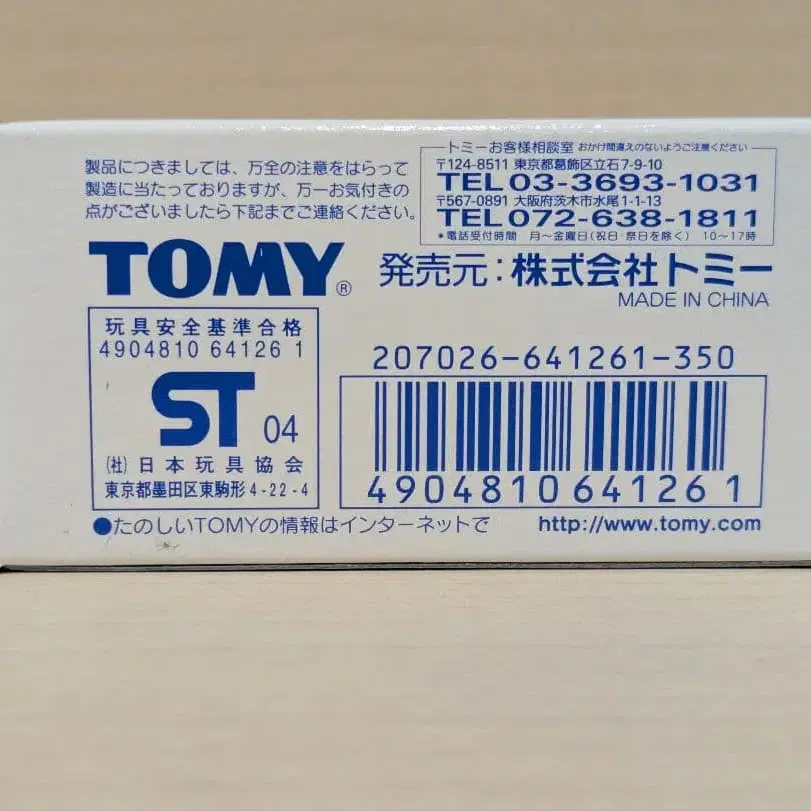 製品につきましては、万全の注意をはらって
製造に当たっておりますが、万一お気付きの
点がございましたら下記までご連絡ください。
トミーお客様相談室 おかけ間違えのないようご注意ください
〒124-8511 東京都葛飾区立石7-9-10
TEL03-3693-1031
〒567-0891 大阪府茨木市水尾1-1-13
TEL072-638-1811
*電話受付時間 月〜金曜日(祝日・祭日を除く) 10〜17時
TOMY®
発売元:株式会社トミー
MADE IN CHINA
玩具安全基準合格
4904810 64126 1
ST 04
(社)日本玩具協会
東京都墨田区東駒形4-22-4
207026-641261-350
4904810641261
●たのしいTOMYの情報はインターネットで http://www.tomy.com